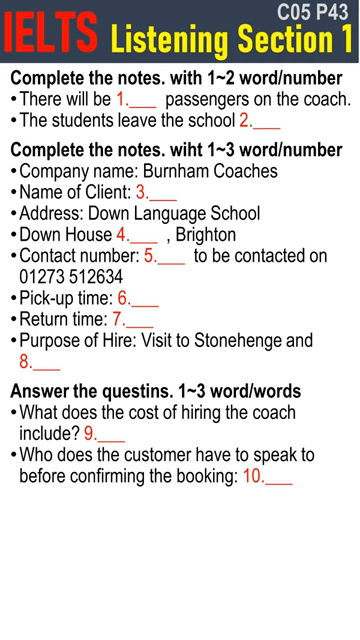 C05 P43
IELTS Listening Section 1
Complete the notes. with 1~2 word/number
•There will be 1.___ passengers on the coach.
•The students leave the school 2.___
Complete the notes. wiht 1~3 word/number
•Company name: Burnham Coaches
•Name of Client: 3.___
•Address: Down Language School
•Down House 4.___ , Brighton
•Contact number: 5.___ to be contacted on
01273 512634
•Pick-up time: 6.___
•Return time: 7.___
•Purpose of Hire: Visit to Stonehenge and
8.___
Answer the questins. 1~3 word/words
•What does the cost of hiring the coach
include? 9.___
•Who does the customer have to speak to
before confirming the booking: 10.___